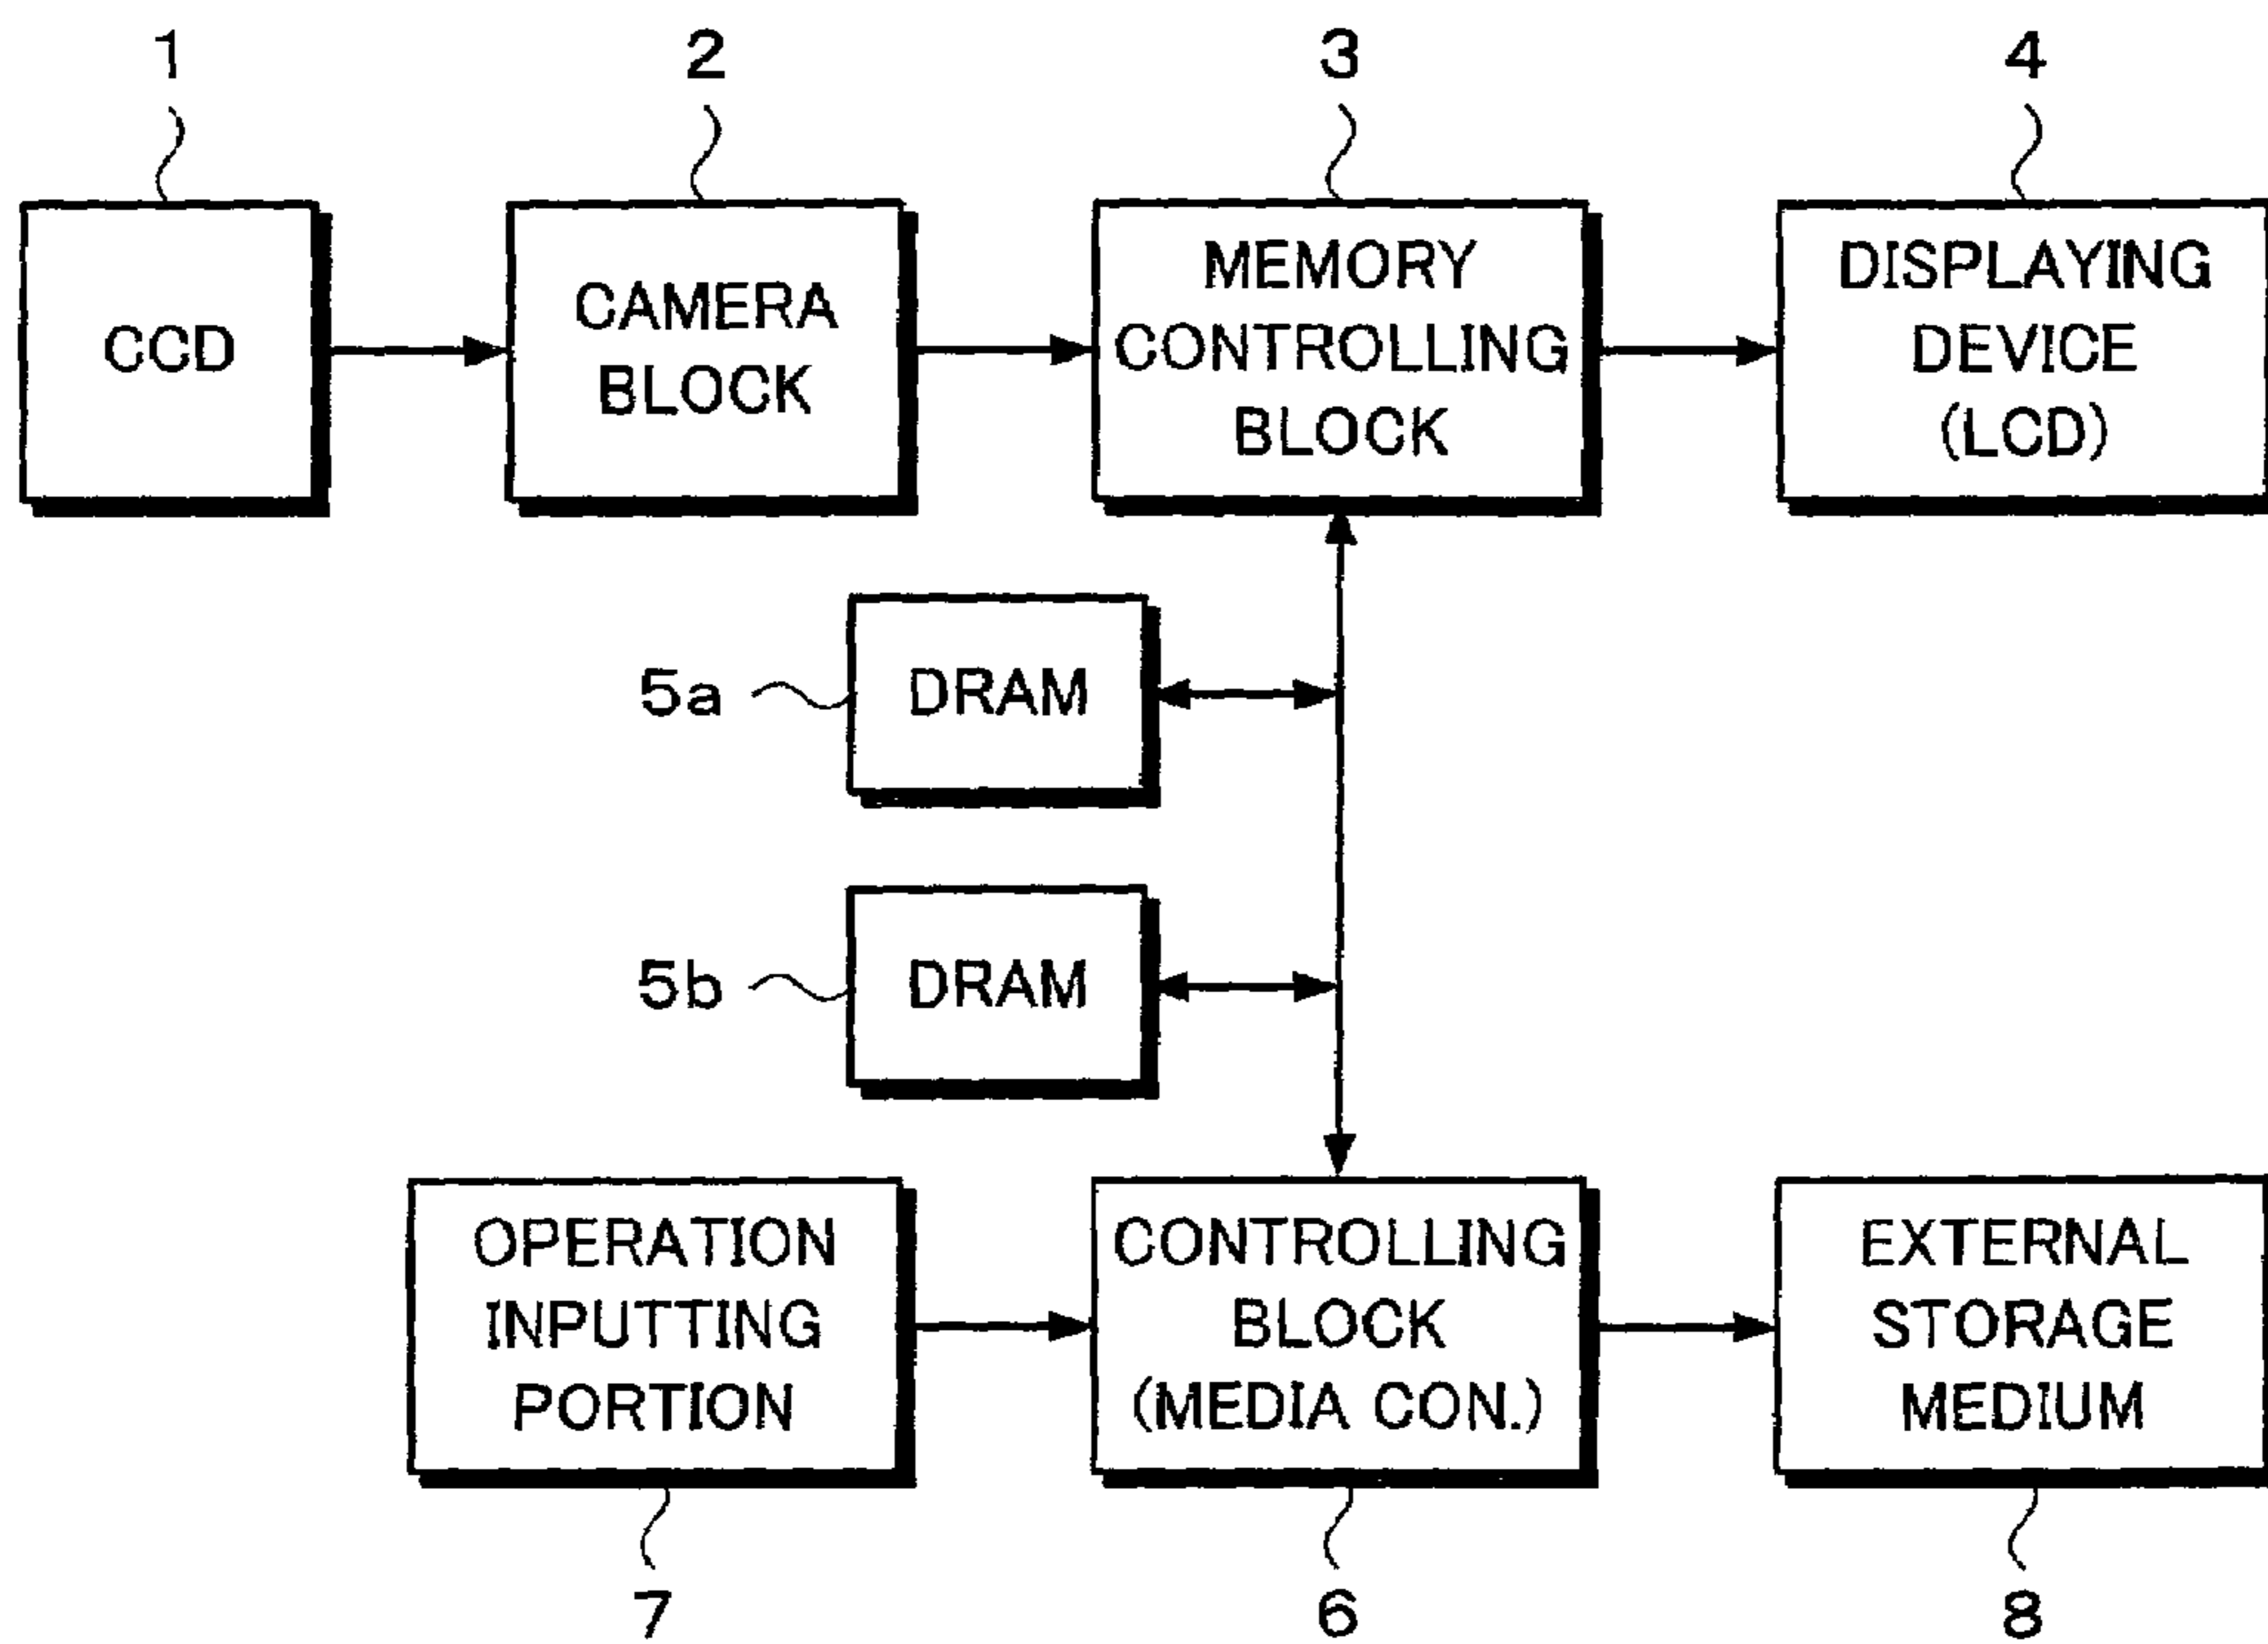 1
2
3
4
CCD
CAMERA
BLOCK
MEMORY
CONTROLLING
BLOCK
DISPLAYING
DEVICE
(LCD)
5a
DRAM
5b
DRAM
OPERATION
INPUTTING
PORTION
CONTROLLING
BLOCK
(MEDIA CON.)
EXTERNAL
STORAGE
MEDIUM
7
6
8